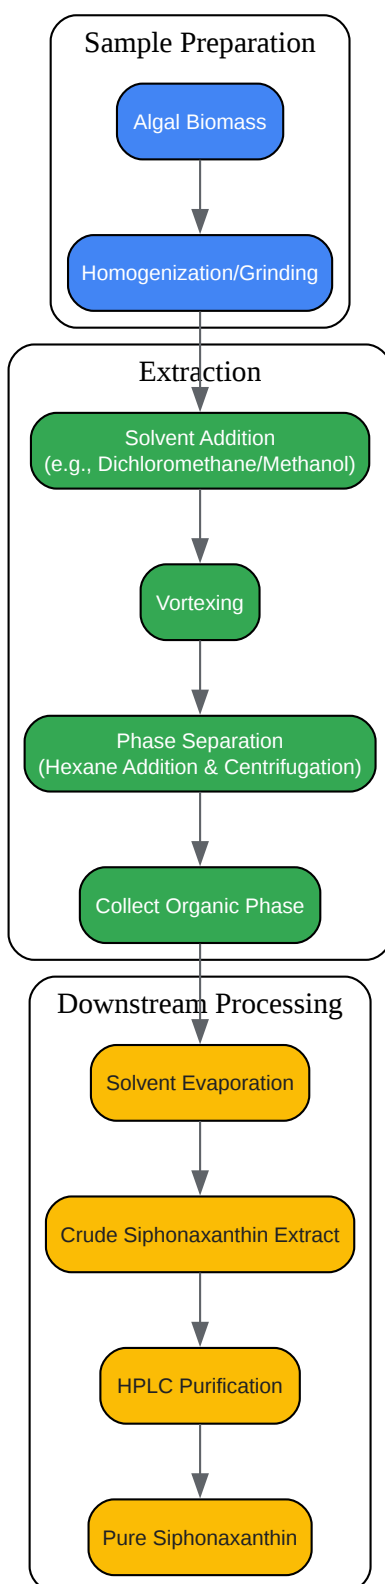 Sample Preparation
Algal Biomass
Homogenization/Grinding
Extraction
Solvent Addition
(e.g., Dichloromethane/Methanol)
Vortexing
Phase Separation
(Hexane Addition & Centrifugation)
Collect Organic Phase
Downstream Processing
Solvent Evaporation
Crude Siphonaxanthin Extract
HPLC Purification
Pure Siphonaxanthin